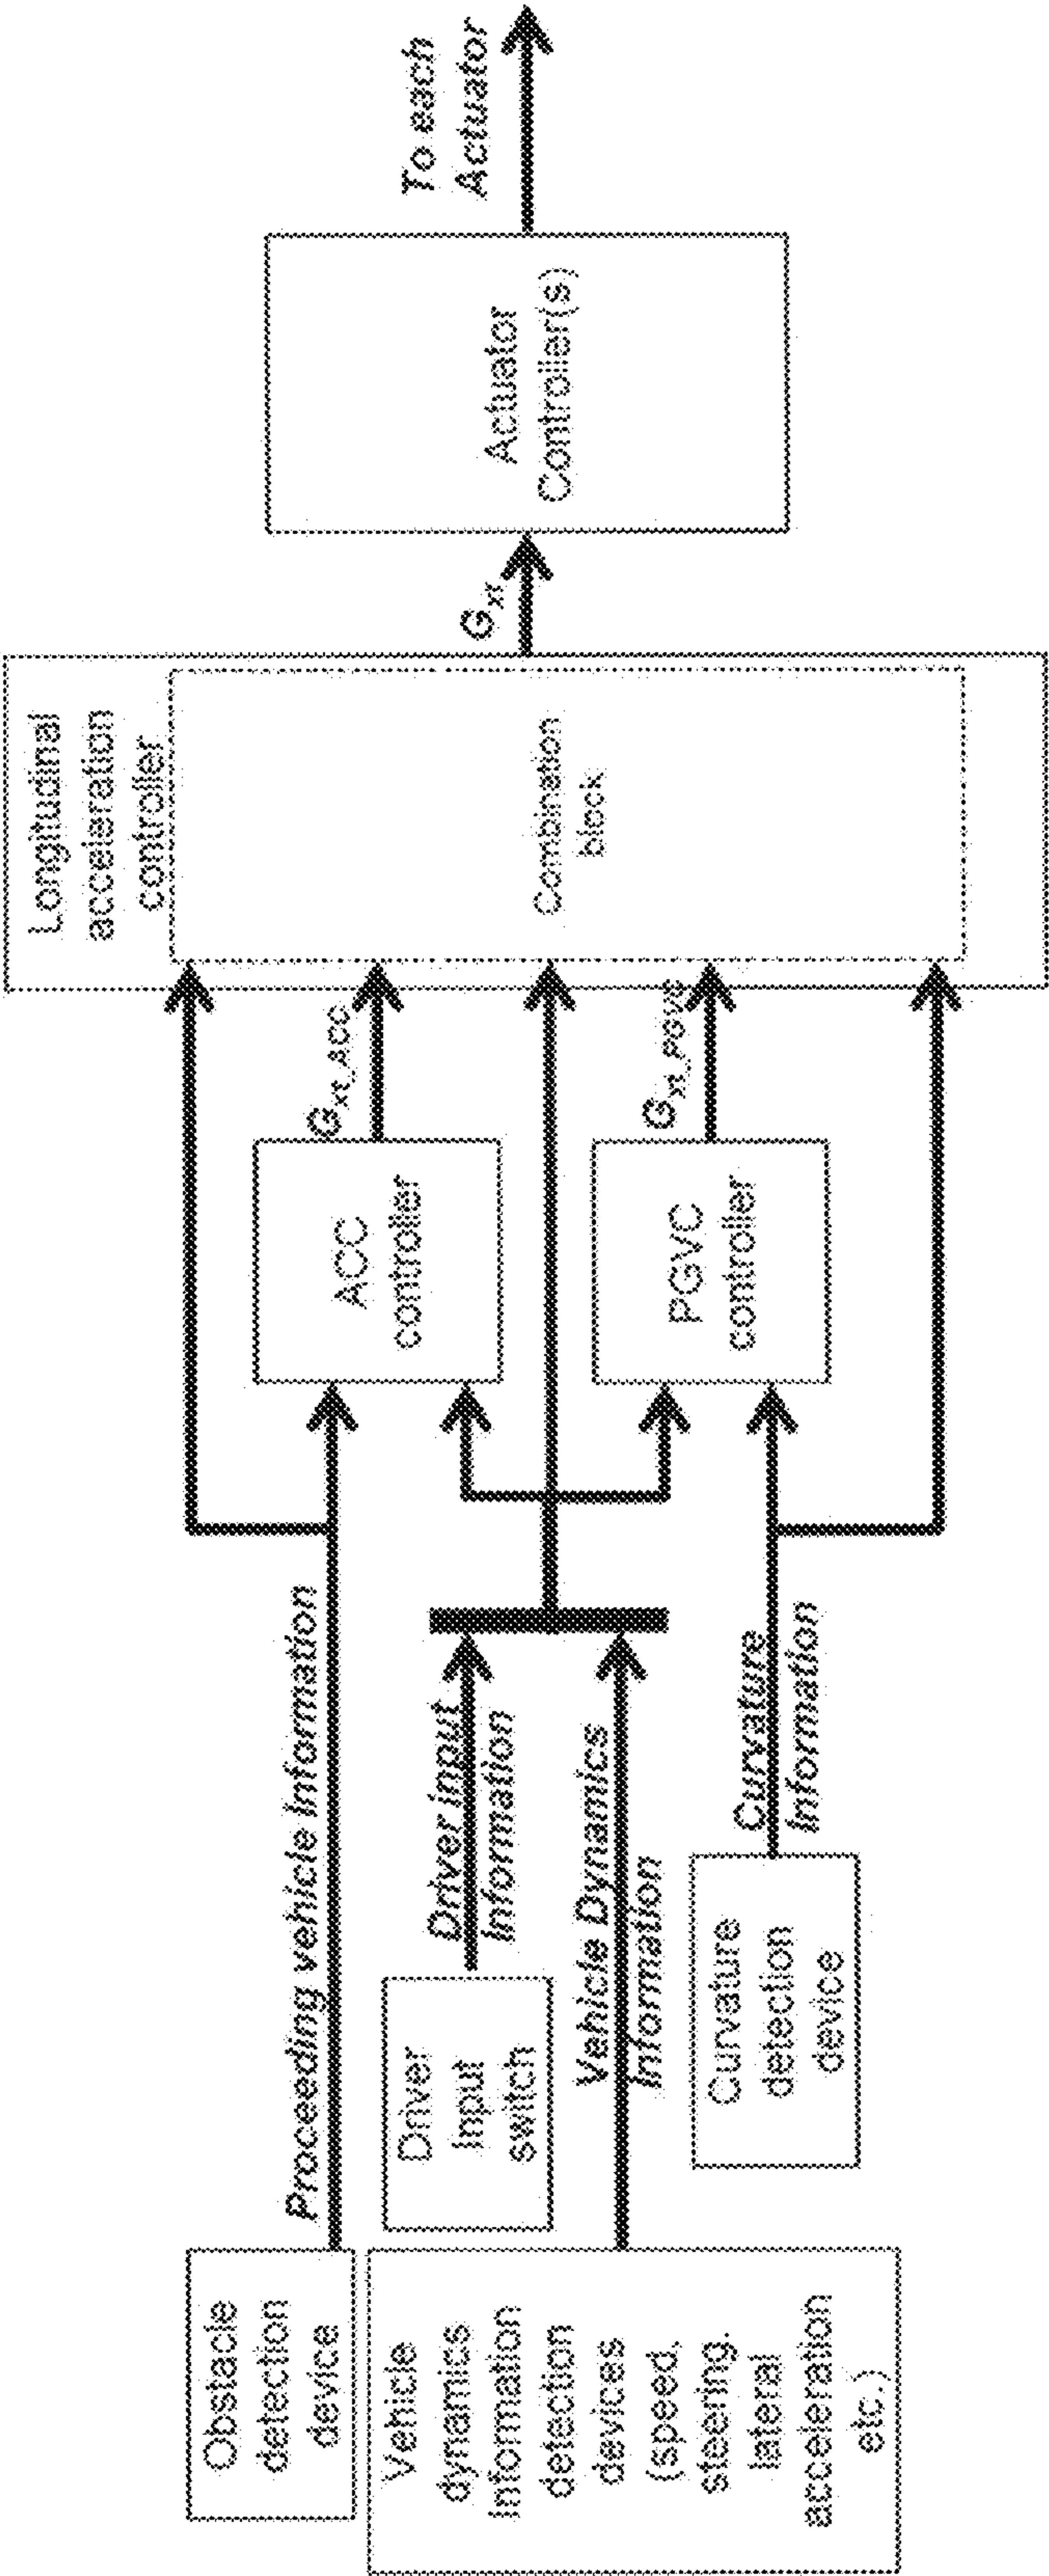 Obstacle
detection
device
Vehicle
dynamics
Information
detection
devices
(speed,
steering,
lateral
acceleration
etc.)
Proceeding vehicle Information
Driver
Input
switch
Driver input
Information
Vehicle Dynamics
Information
Curvature
detection
device
Curvature
Information
ACC
controller
PGVC
controller
Gxt_ACC
Gxt_PGVC
Longitudinal
acceleration
controller
Combination
block
Gxt
Actuator
Controller(s)
To each
Actuator